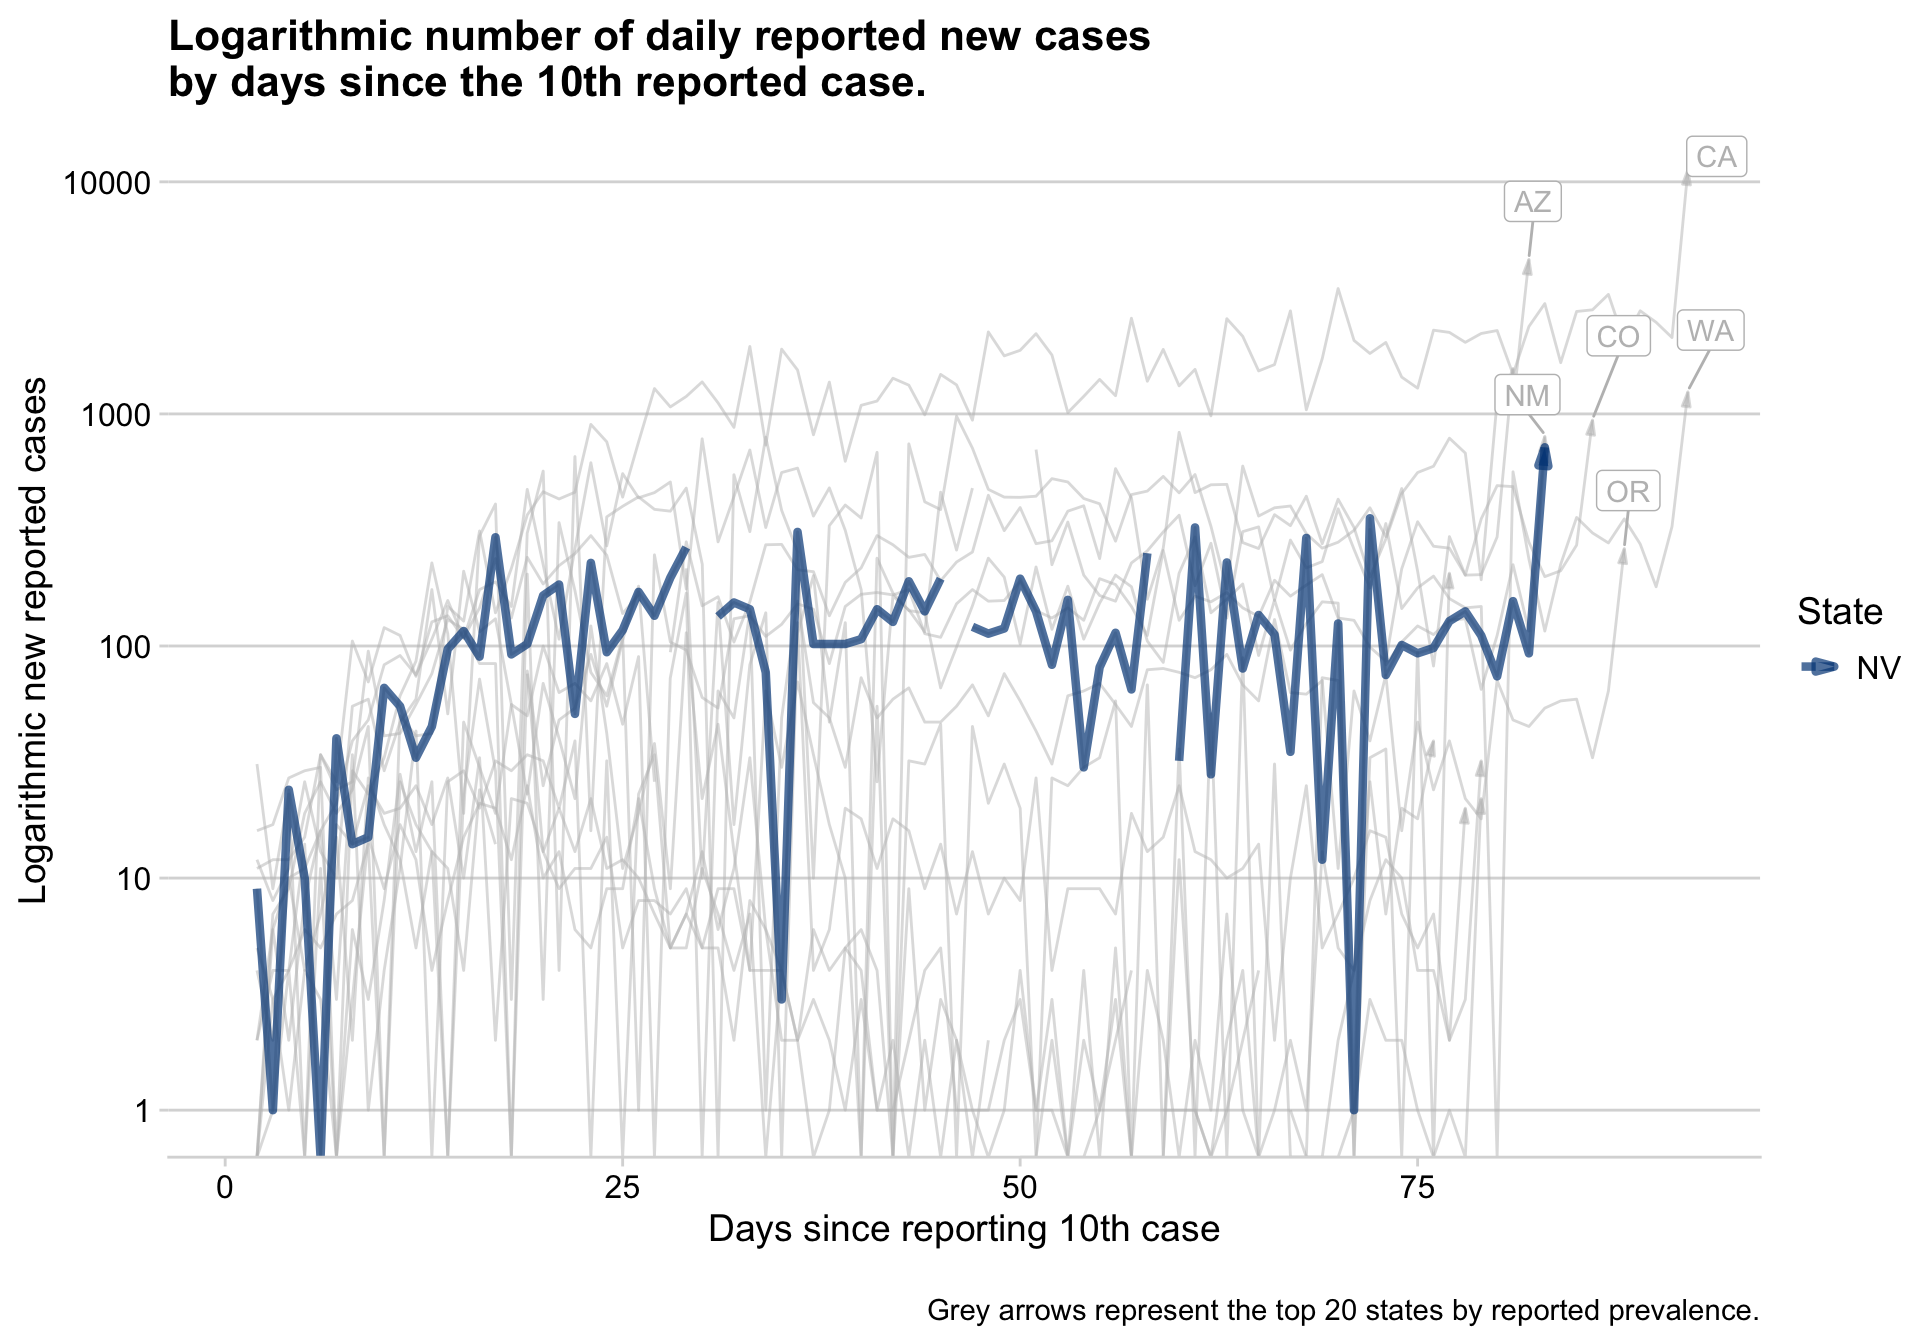 Logarithmic number of daily reported new cases
by days since the 10th reported case.
Logarithmic new reported cases
10000
1000
100
10
1
CA
AZ
CO
WA
NM
OR
State
NV
0
25
50
75
Days since reporting 10th case
Grey arrows represent the top 20 states by reported prevalence.